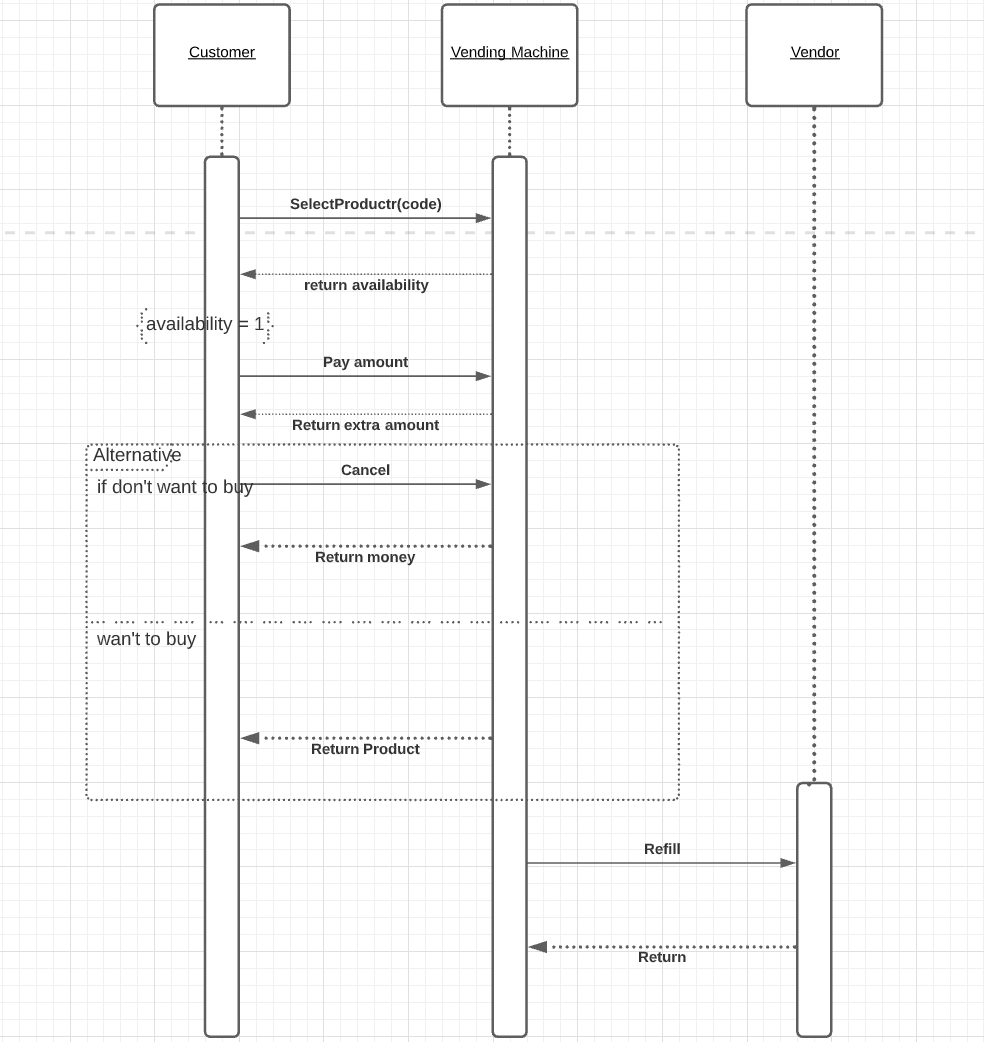 Customer
Vending Machine
Vendor
SelectProductr(code)
return availability
availability = 1
Pay amount
Return extra amount
Alternative
Cancel
if don't want to buy
Return money
wan't to buy
Return Product
Refill
Return